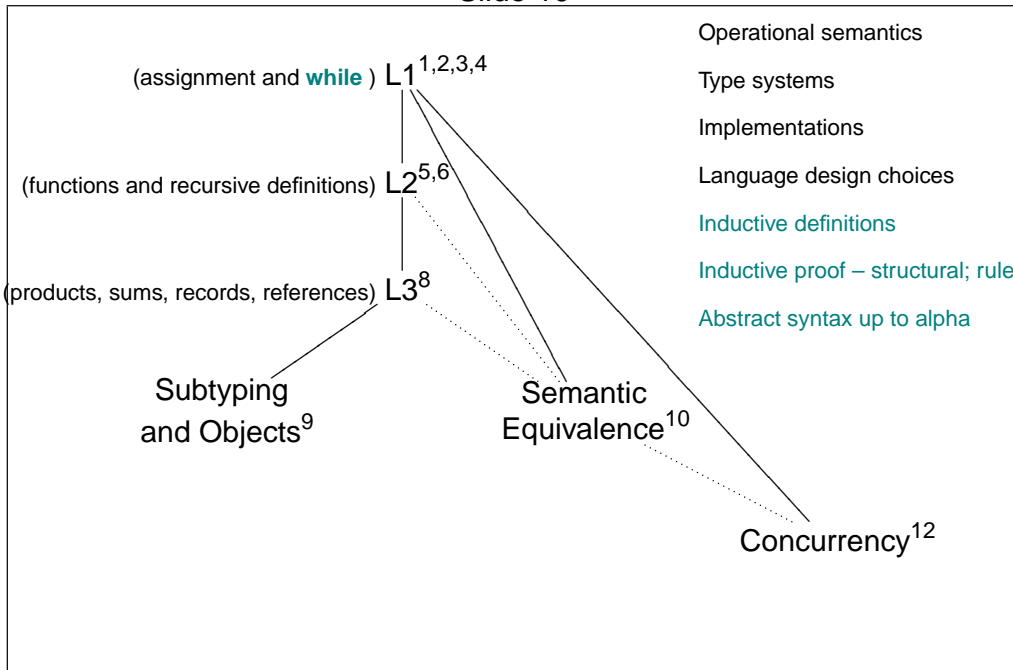 (assignment and while ) L1 1,2,3,4
(functions and recursive definitions) L2 5,6
(products, sums, records, references) L3 8
Subtyping
and Objects 9
Semantic
Equivalence 10
Concurrency 12
Operational semantics
Type systems
Implementations
Language design choices
Inductive definitions
Inductive proof – structural; rule
Abstract syntax up to alpha